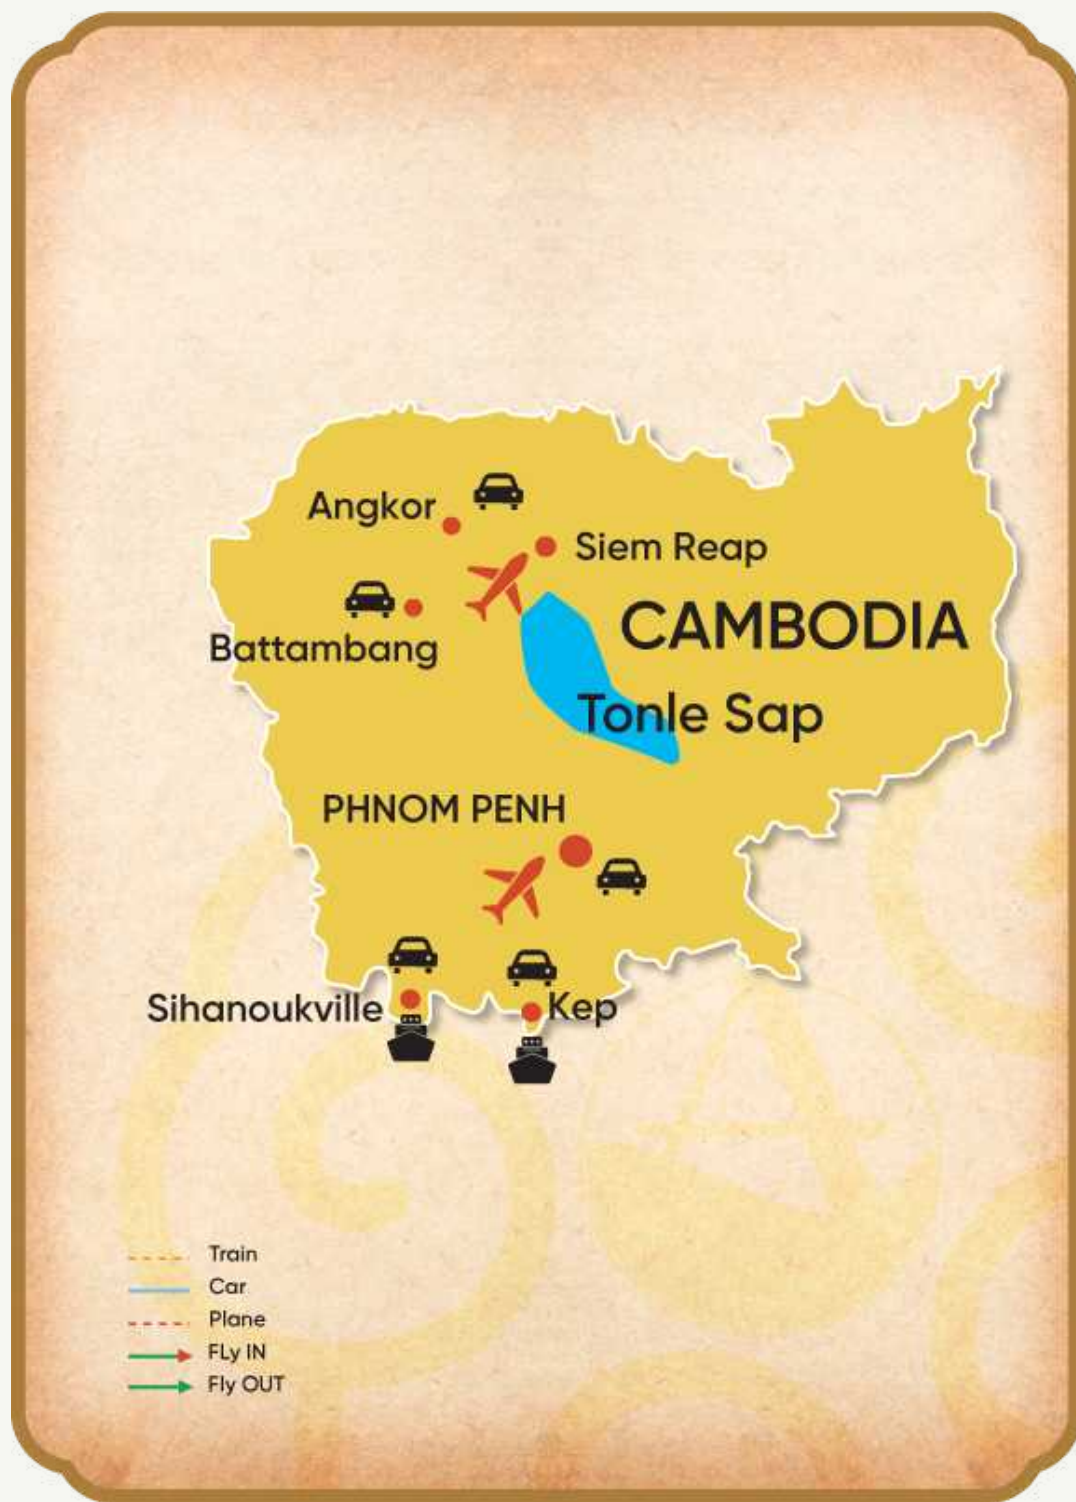 Angkor
Siem Reap
CAMBODIA
Battambang
Tonle Sap
PHNOM PENH
Sihanoukville
Kep
Train
Car
Plane
FLy IN
Fly OUT